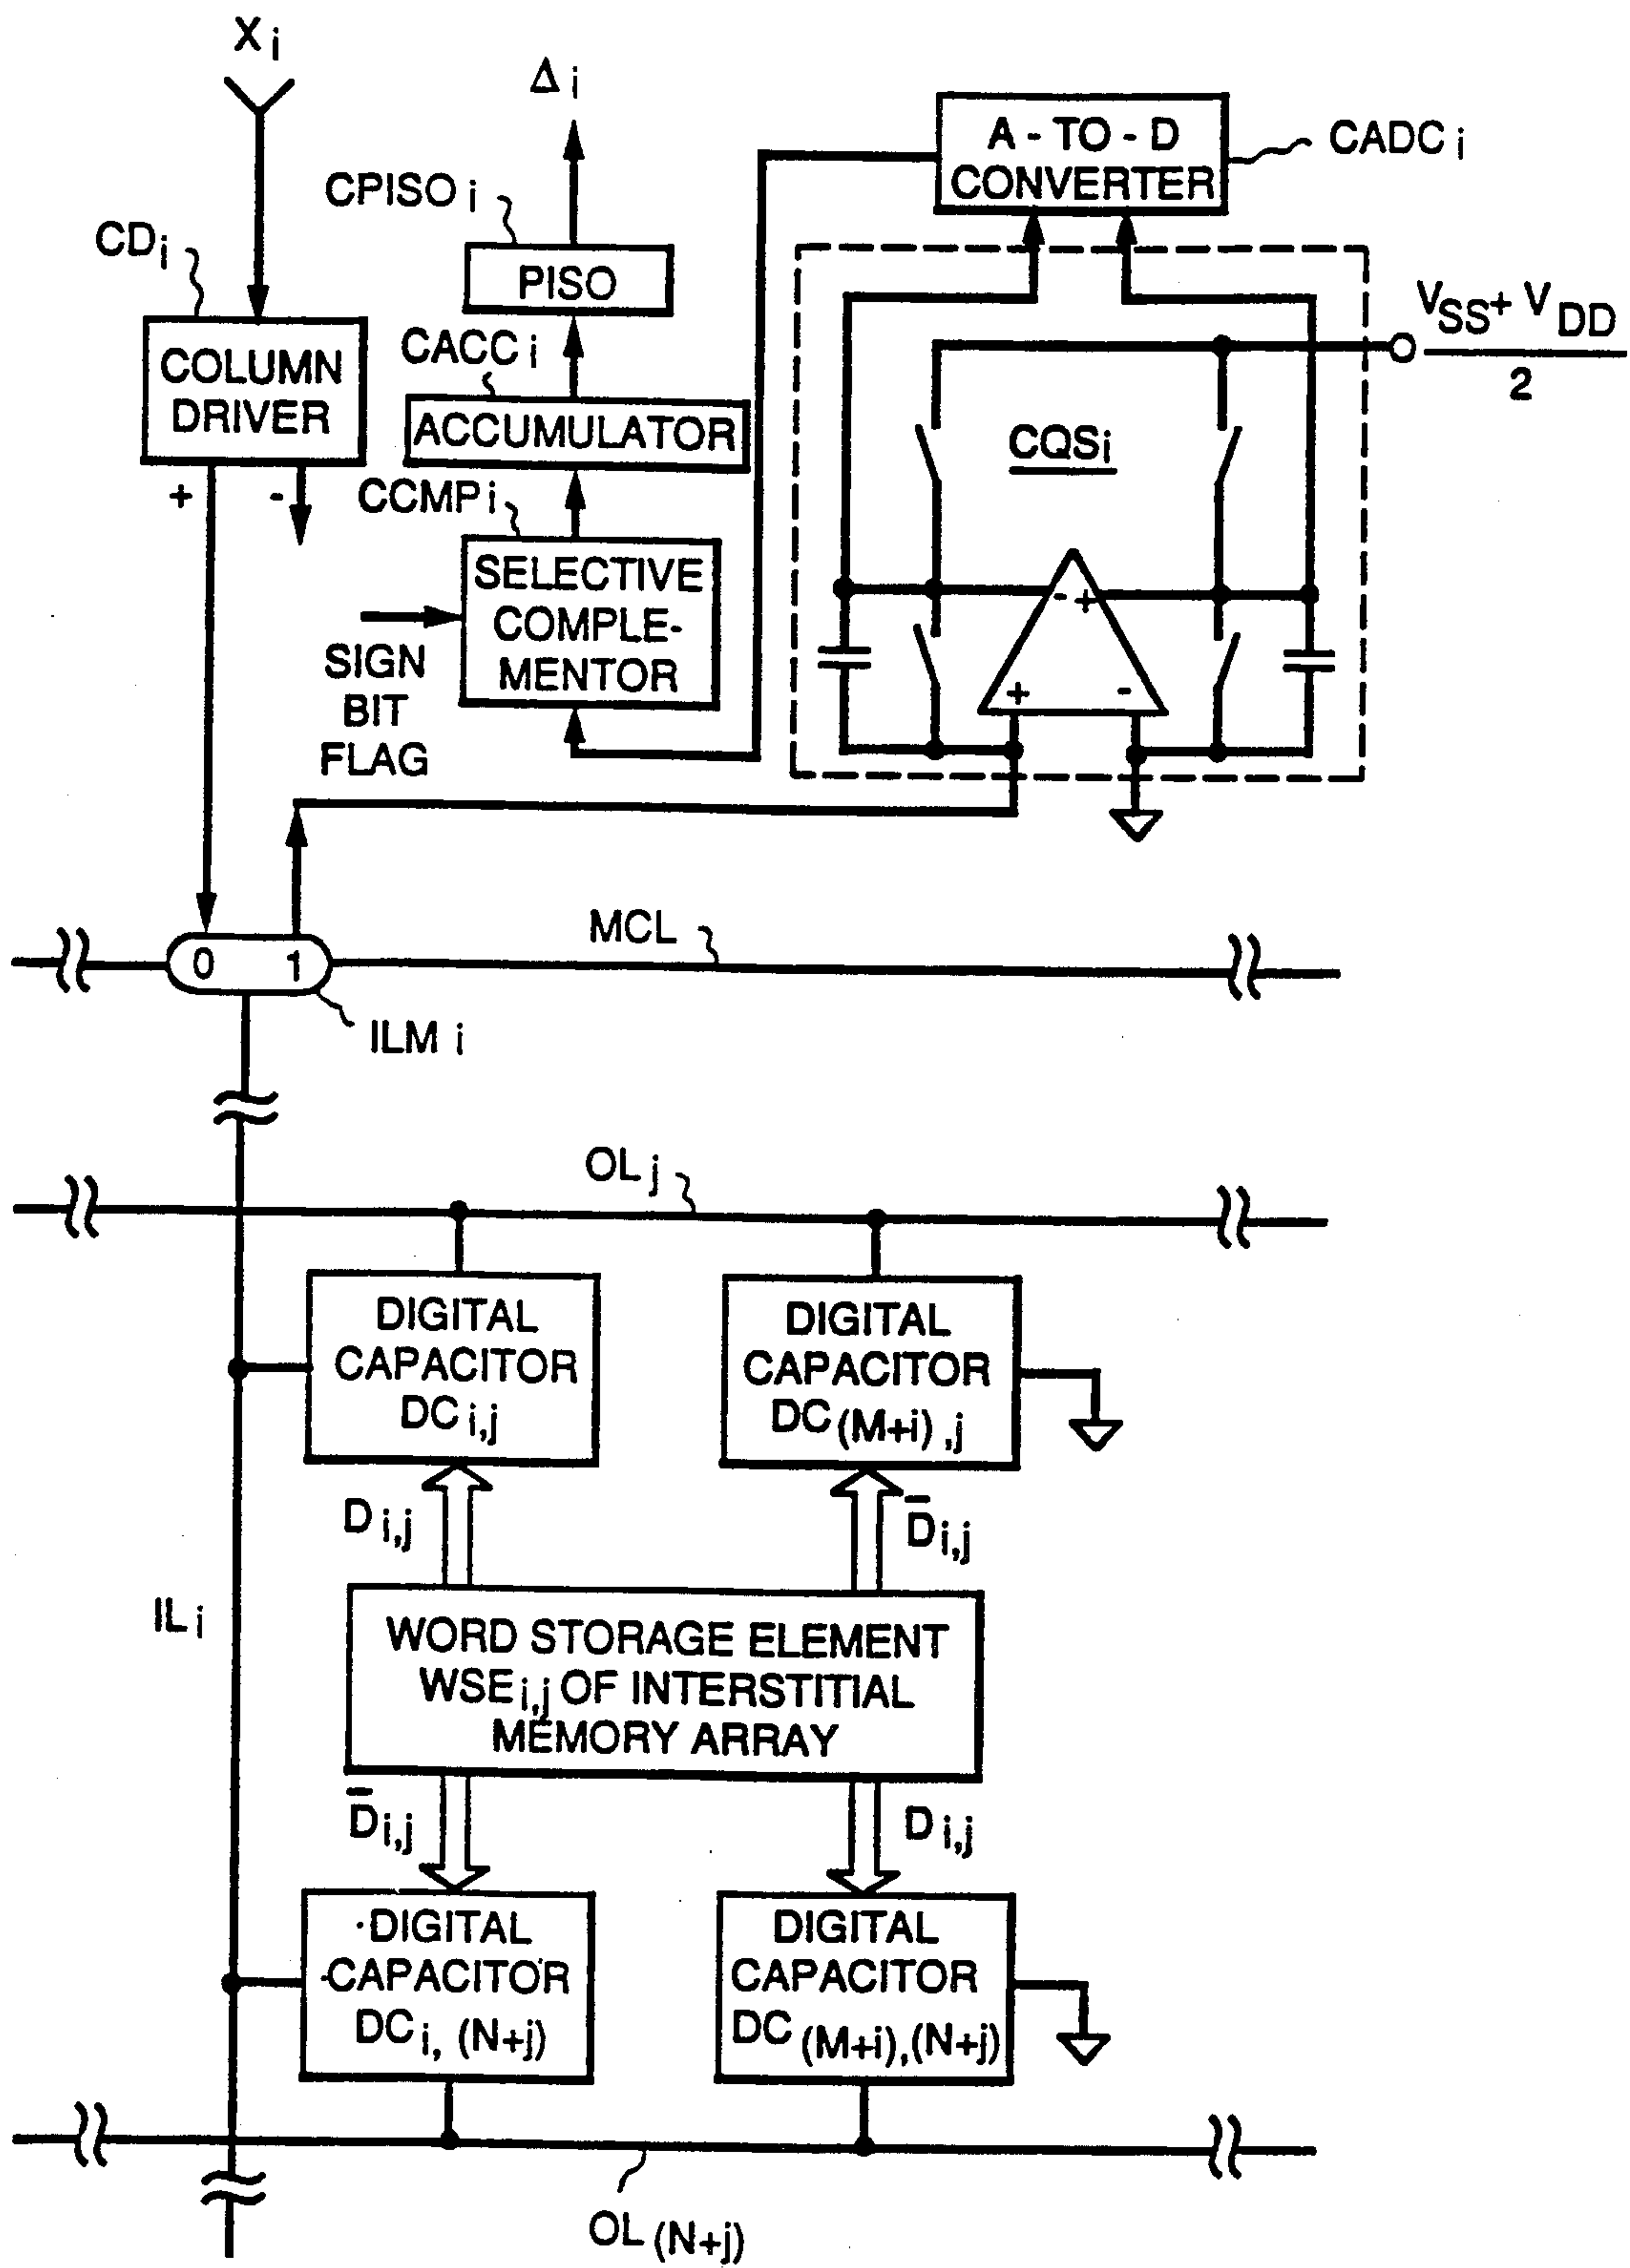 X i
Δ i
A - TO - D
CONVERTER
CADC i
CPISO i
CD i
PISO
VSS + VDD
2
COLUMN
DRIVER
CACC i
ACCUMULATOR
CQSi
+ -
CCMP i
SELECTIVE
COMPLE-
MENTOR
- +
+ -
SIGN
BIT
FLAG
MCL
0 1
ILM i
OL j
DIGITAL
CAPACITOR
DC i,j
DIGITAL
CAPACITOR
DC (M+i) ,j
D i,j
D̅ i,j
IL i
WORD STORAGE ELEMENT
WSE i,j OF INTERSTITIAL
MEMORY ARRAY
D̅ i,j
D i,j
DIGITAL
CAPACITOR
DC i, (N+j)
DIGITAL
CAPACITOR
DC (M+i),(N+j)
OL (N+j)